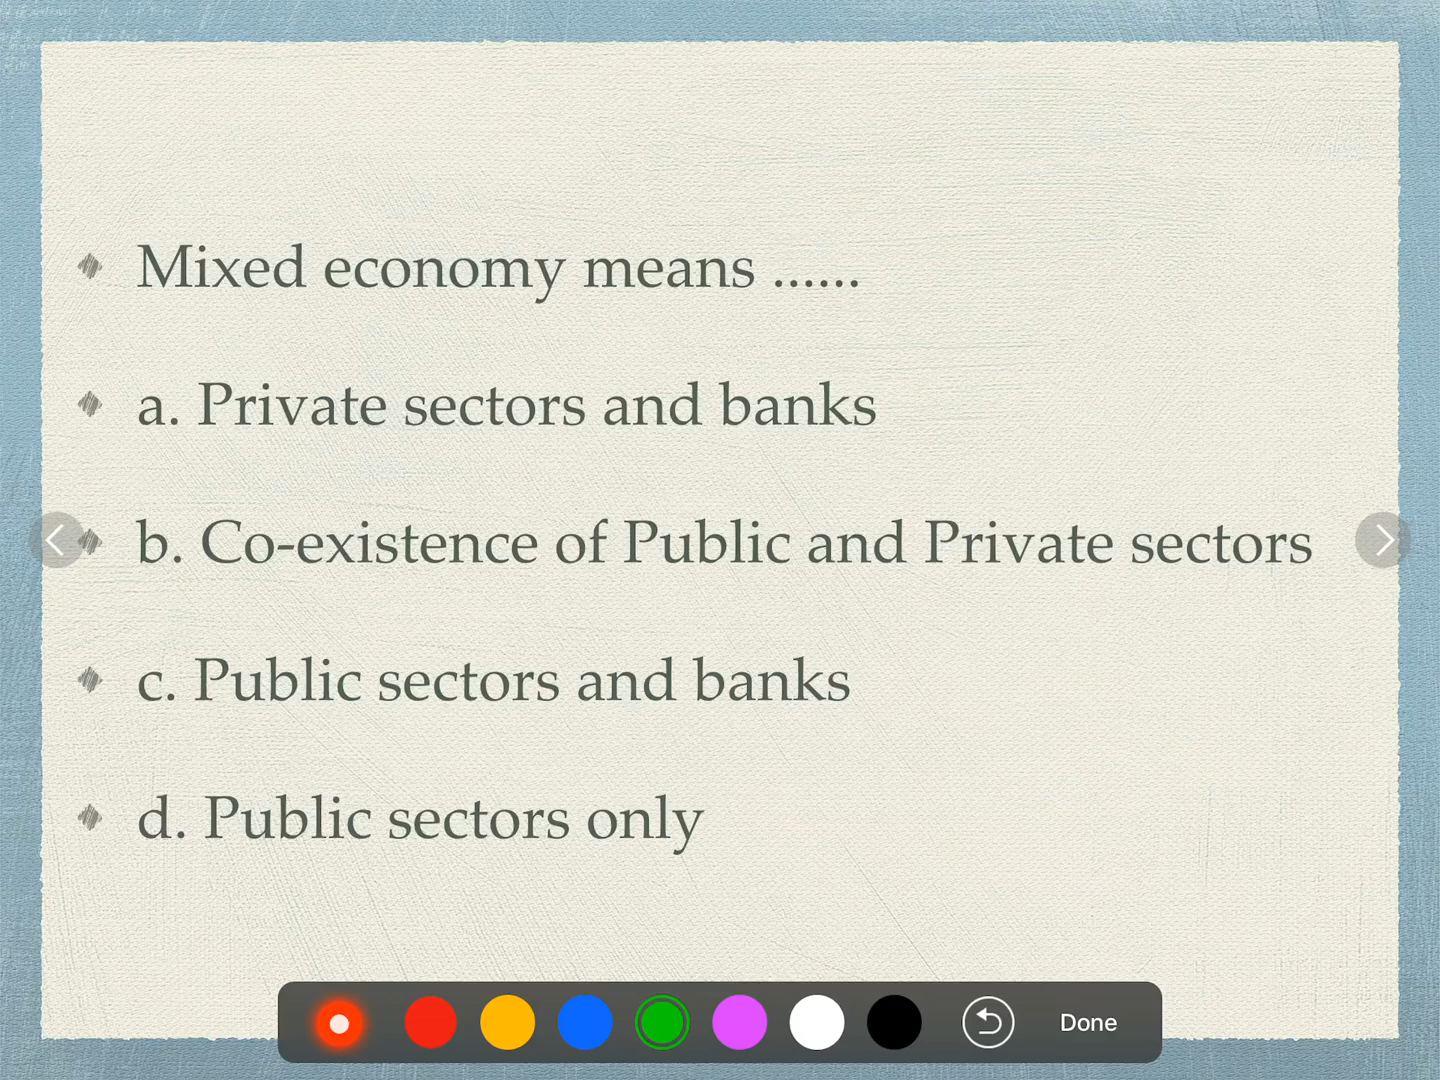 Mixed economy means ......
a. Private sectors and banks
b. Co-existence of Public and Private sectors
c. Public sectors and banks
d. Public sectors only
Done